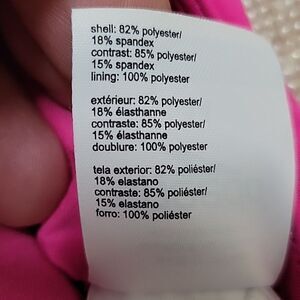 shell: 82% polyester/
18% spandex
contrast: 85% polyester/
15% spandex
lining: 100% polyester
extérieur: 82% polyester/
18% élasthanne
contraste: 85% polyester/
15% élasthanne
doublure: 100% polyester
tela exterior: 82% poliéster/
18% elastano
contraste: 85% poliéster/
15% elastano
forro: 100% poliéster